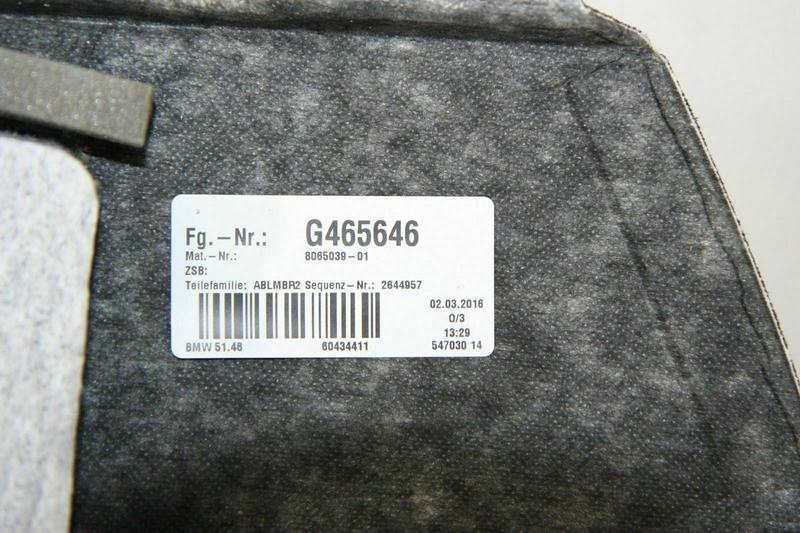 Fg.-Nr.: G465646
Mat.-Nr.: 8065039-01
ZSB:
Teilefamilie: ABLMBR2 Sequenz-Nr.: 2644957
02.03.2016
0/3
13:29
BMW 51.46 60434411 547030 14